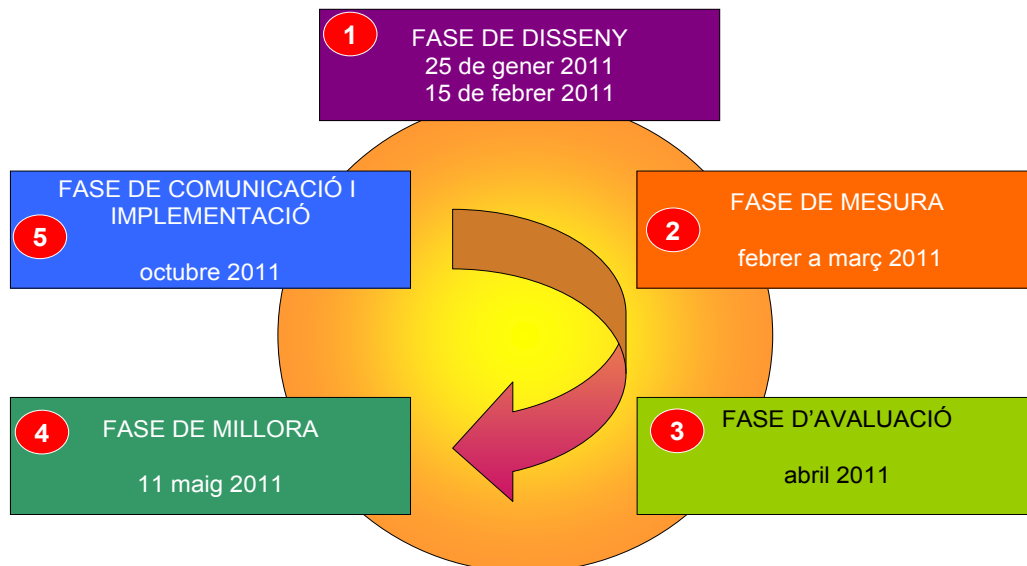 1
FASE DE DISSENY
25 de gener 2011
15 de febrer 2011
2
FASE DE MESURA
febrer a març 2011
3
FASE D'AVALUACIÓ
abril 2011
4
FASE DE MILLORA
11 maig 2011
5
FASE DE COMUNICACIÓ I
IMPLEMENTACIÓ
octubre 2011